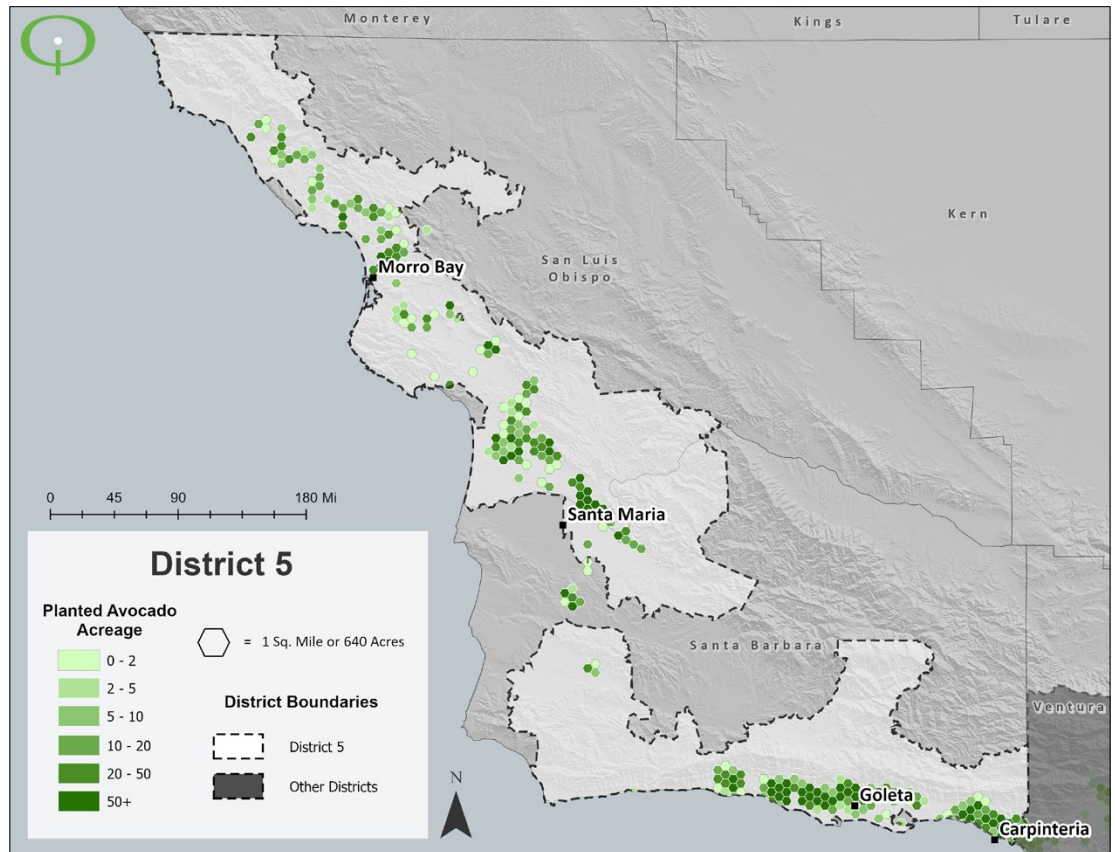 Monterey
Kings
Tulare
Kern
San Luis
Obispo
Morro Bay
Santa Maria
0 45 90 180 Mi
District 5
Planted Avocado
Acreage
0 - 2
2 - 5
5 - 10
10 - 20
20 - 50
50+
= 1 Sq. Mile or 640 Acres
District Boundaries
District 5
Other Districts
N
Santa Barbara
Ventura
Goleta
Carpinteria